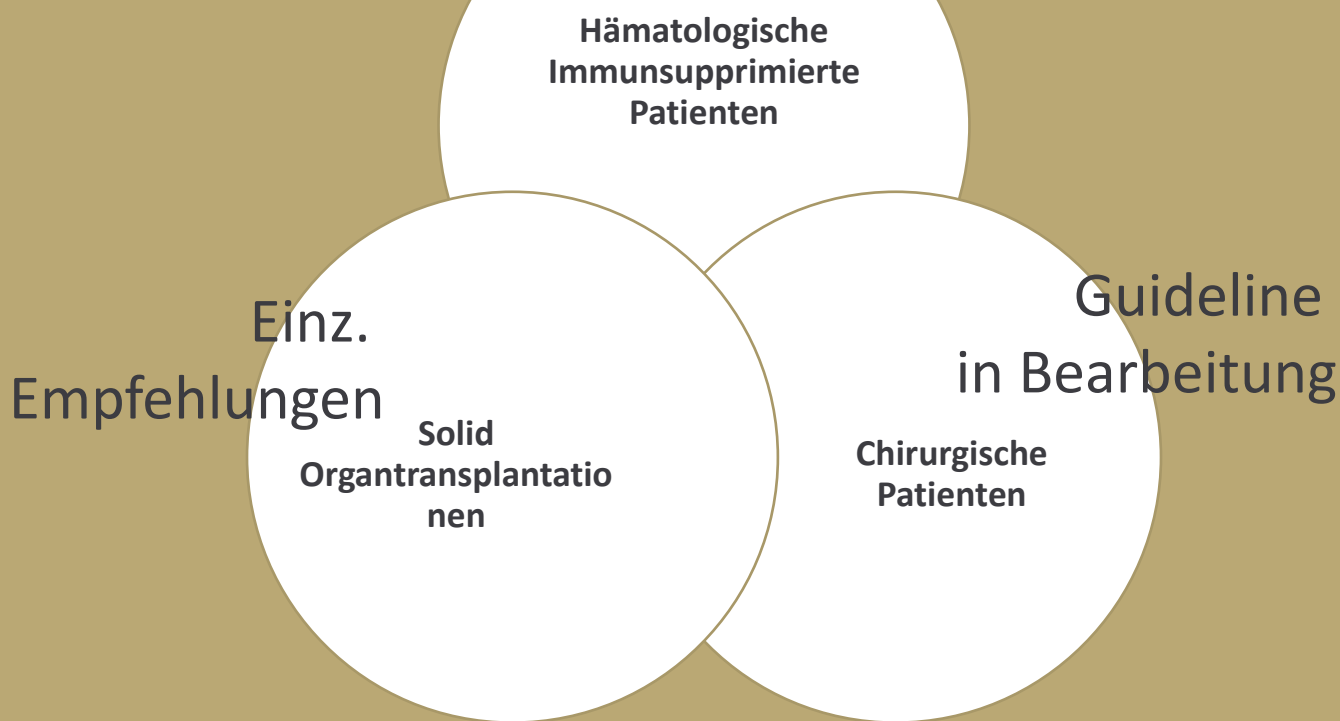 Hämatologische
Immunsupprimierte
Patienten
Einz.
Empfehlungen
Solid
Organtransplantatio
nen
Guideline
in Bearbeitung
Chirurgische
Patienten